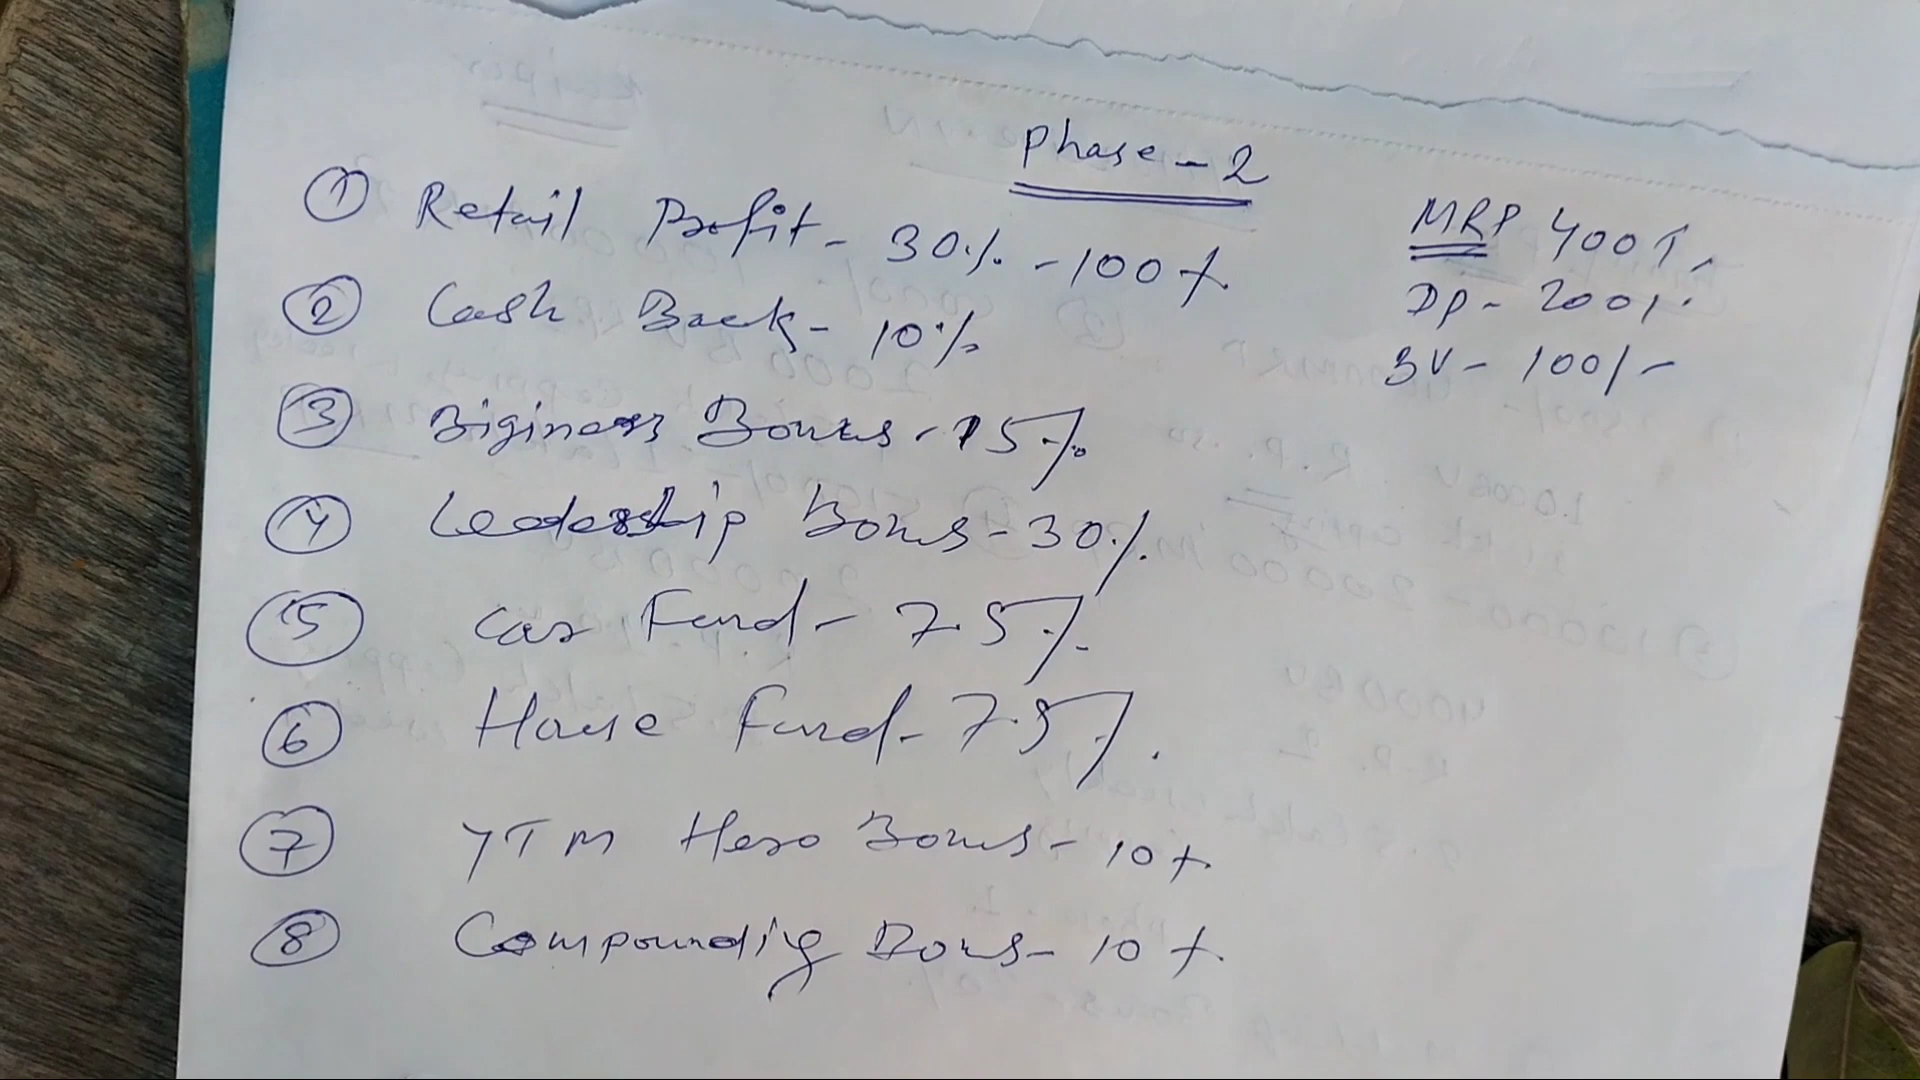 Phase - 2
① Retail Profit - 30% - 100%
② Cash Back - 10%
③ Biginers Bonus - 15%
④ Leadership Bonus - 30%
⑤ Car Fund - 7.5%
⑥ House Fund - 7.5%
⑦ YTM Hero Bonus - 10%
⑧ Compounding Bonus - 10%
MRP 400/-
DP - 200/-
BV - 100/-